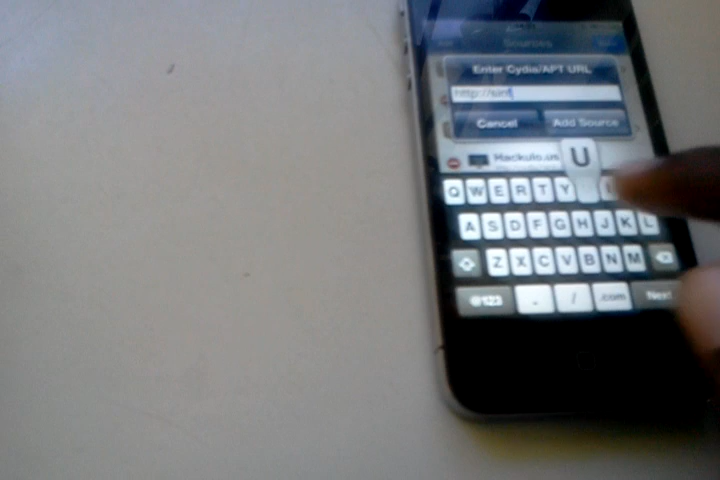 Sources
Enter Cydia/APT URL
http://sinf
Cancel Add Source
Hackulo.us
U
Q W E R T Y
A S D F G H J K L
Z X C V B N M
@123 . / .com Next